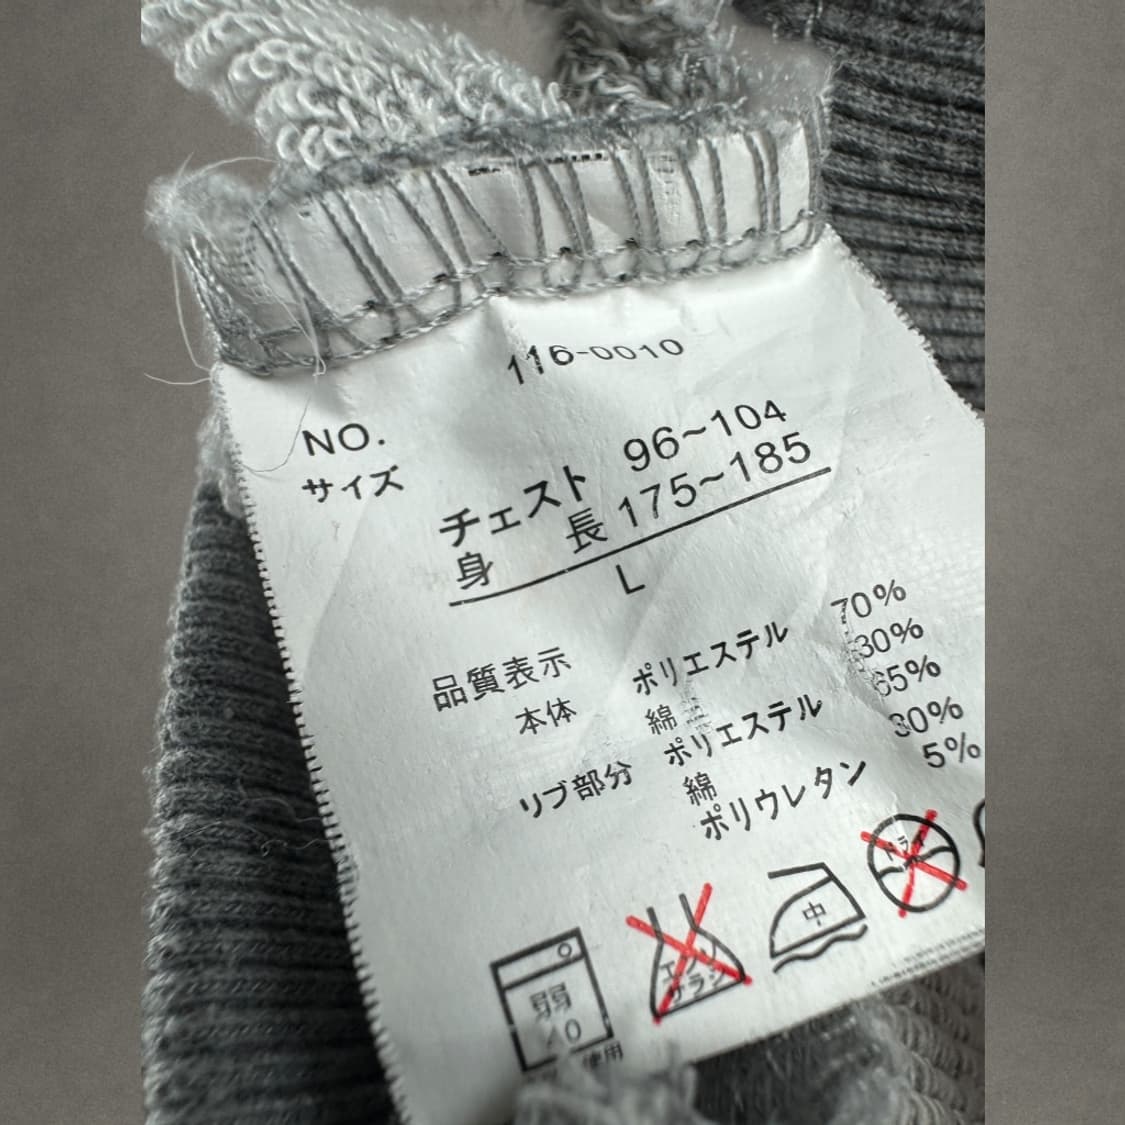 116-0010
NO.
サイズ
チェスト 96~104
身 長 175~185
L
品質表示
本体 ポリエステル 70%
綿 30%
リブ部分 ポリエステル 65%
綿 30%
ポリウレタン 5%
弱
40
使用
エンソ
サラシ
中
ドライ